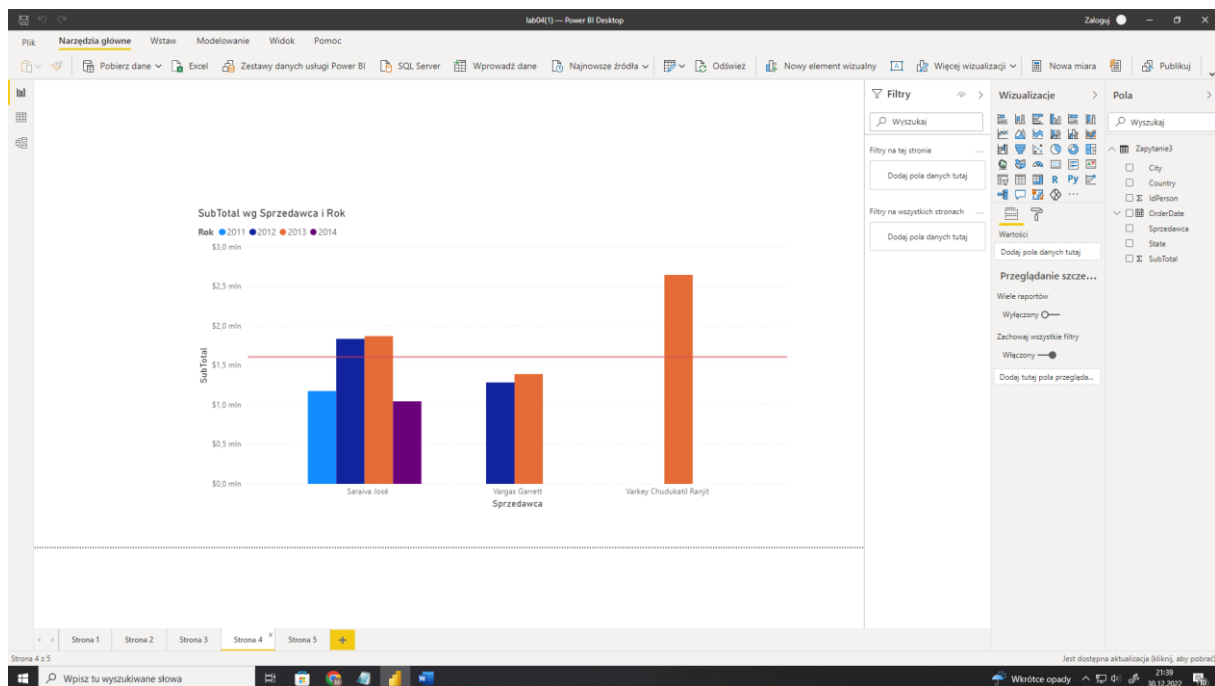 lab04(1) — Power BI Desktop
Zaloguj
Plik
Narzędzia główne
Wstaw
Modelowanie
Widok
Pomoc
Pobierz dane
Excel
Zestawy danych usługi Power BI
SQL Server
Wprowadź dane
Najnowsze źródła
Odśwież
Nowy element wizualny
Więcej wizualizacji
Nowa miara
Publikuj
SubTotal wg Sprzedawca i Rok
Rok 2011 2012 2013 2014
$3,0 mln
$2,5 mln
$2,0 mln
$1,5 mln
$1,0 mln
$0,5 mln
$0,0 mln
SubTotal
Saraiva José
Vargas Garrett
Varkey Chudukatil Ranjit
Sprzedawca
Filtry
Wyszukaj
Filtry na tej stronie
Dodaj pola danych tutaj
Filtry na wszystkich stronach
Dodaj pola danych tutaj
Wizualizacje
R Py
Wartości
Dodaj pola danych tutaj
Przeglądanie szcze...
Wiele raportów
Wyłączony
Zachowaj wszystkie filtry
Włączony
Dodaj tutaj pola przegląda...
Pola
Wyszukaj
Zapytanie3
City
Country
Σ IdPerson
OrderDate
Sprzedawca
State
Σ SubTotal
Strona 1
Strona 2
Strona 3
Strona 4
Strona 5
Strona 4 z 5
Jest dostępna aktualizacja (kliknij, aby pobrać)
Wpisz tu wyszukiwane słowa
Wkrótce opady
21:39
30.12.2022